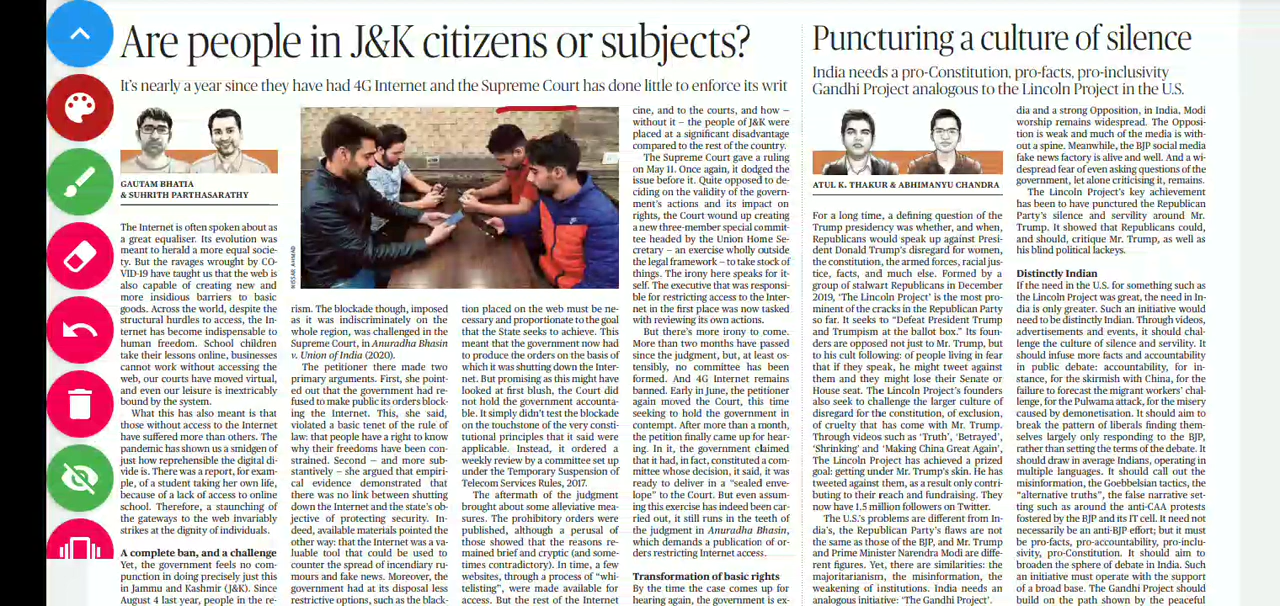 Are people in J&K citizens or subjects?
It's nearly a year since they have had 4G Internet and the Supreme Court has done little to enforce its writ
GAUTAM BHATIA
& SUHRITH PARTHASARATHY
The Internet is often spoken about as
a great equaliser. Its evolution was
meant to herald a more equal socie-
ty. But the ravages wrought by CO-
VID-19 have taught us that the web is
also capable of creating new and
more insidious barriers to basic
goods. Across the world, despite the
structural hurdles to access, the In-
ternet has become indispensable to
human freedom. School children
take their lessons online, businesses
cannot work without accessing the
web, our courts have moved virtual,
and even our leisure is inextricably
bound by the system.
What this has also meant is that
those without access to the Internet
have suffered more than others. The
pandemic has shown us a smidgen of
just how reprehensible the digital di-
vide is. There was a report, for exam-
ple, of a student taking her own life,
because of a lack of access to online
school. Therefore, a staunching of
the gateways to the web invariably
strikes at the dignity of individuals.
A complete ban, and a challenge
Yet, the government feels no com-
punction in doing precisely just this
in Jammu and Kashmir (J&K). Since
August 4 last year, people in the re-
NISSAR AHMAD
rism. The blockade though, imposed
as it was indiscriminately on the
whole region, was challenged in the
Supreme Court, in Anuradha Bhasin
v. Union of India (2020).
The petitioner there made two
primary arguments. First, she point-
ed out that the government had re-
fused to make public its orders block-
ing the Internet. This, she said,
violated a basic tenet of the rule of
law: that people have a right to know
why their freedoms have been con-
strained. Second – and more sub-
stantively – she argued that empiri-
cal evidence demonstrated that
there was no link between shutting
down the Internet and the state's ob-
jective of protecting security. In-
deed, available materials pointed the
other way: that the Internet was a va-
luable tool that could be used to
counter the spread of incendiary ru-
mours and fake news. Moreover, the
government had at its disposal less
restrictive options, such as the black-
tion placed on the web must be ne-
cessary and proportionate to the goal
that the State seeks to achieve. This
meant that the government now had
to produce the orders on the basis of
which it was shutting down the Inter-
net. But promising as this might have
looked at first blush, the Court did
not hold the government accounta-
ble. It simply didn't test the blockade
on the touchstone of the very consti-
tutional principles that it said were
applicable. Instead, it ordered a
weekly review by a committee set up
under the Temporary Suspension of
Telecom Services Rules, 2017.
The aftermath of the judgment
brought about some alleviative mea-
sures. The prohibitory orders were
published, although a perusal of
those showed that the reasons re-
mained brief and cryptic (and some-
times contradictory). In time, a few
websites, through a process of "whi-
telisting", were made available for
access. But the rest of the Internet
cine, and to the courts, and how –
without it – the people of J&K were
placed at a significant disadvantage
compared to the rest of the country.
The Supreme Court gave a ruling
on May 11. Once again, it dodged the
issue before it. Quite opposed to de-
ciding on the validity of the govern-
ment's actions and its impact on
rights, the Court wound up creating
a new three-member special commit-
tee headed by the Union Home Se-
cretary – an exercise wholly outside
the legal framework – to take stock of
things. The irony here speaks for it-
self. The executive that was responsi-
ble for restricting access to the Inter-
net in the first place was now tasked
with reviewing its own actions.
But there's more irony to come.
More than two months have passed
since the judgment, but, at least os-
tensibly, no committee has been
formed. And 4G Internet remains
banned. Early in June, the petitioner
again moved the Court, this time
seeking to hold the government in
contempt. After more than a month,
the petition finally came up for hear-
ing. In it, the government claimed
that it had, in fact, constituted a com-
mittee whose decision, it said, it was
ready to deliver in a "sealed enve-
lope" to the Court. But even assum-
ing this exercise had indeed been car-
ried out, it still runs in the teeth of
the judgment in Anuradha Bhasin,
which demands a publication of or-
ders restricting Internet access.
Transformation of basic rights
By the time the case comes up for
hearing again, the government is ex-
Puncturing a culture of silence
India needs a pro-Constitution, pro-facts, pro-inclusivity
Gandhi Project analogous to the Lincoln Project in the U.S.
ATUL K. THAKUR & ABHIMANYU CHANDRA
For a long time, a defining question of the
Trump presidency was whether, and when,
Republicans would speak up against Presi-
dent Donald Trump's disregard for women,
the constitution, the armed forces, racial jus-
tice, facts, and much else. Formed by a
group of stalwart Republicans in December
2019, 'The Lincoln Project' is the most pro-
minent of the cracks in the Republican Party
so far. It seeks to "Defeat President Trump
and Trumpism at the ballot box." Its foun-
ders are opposed not just to Mr. Trump, but
to his cult following: of people living in fear
that if they speak, he might tweet against
them and they might lose their Senate or
House seat. The Lincoln Project's founders
also seek to challenge the larger culture of
disregard for the constitution, of exclusion,
of cruelty that has come with Mr. Trump.
Through videos such as 'Truth', 'Betrayed',
'Shrinking' and 'Making China Great Again',
The Lincoln Project has achieved a prized
goal: getting under Mr. Trump's skin. He has
tweeted against them, as a result only contri-
buting to their reach and fundraising. They
now have 1.5 million followers on Twitter.
The U.S.'s problems are different from In-
dia's, the Republican Party's flaws are not
the same as those of the BJP, and Mr. Trump
and Prime Minister Narendra Modi are diffe-
rent figures. Yet, there are similarities: the
majoritarianism, the misinformation, the
weakening of institutions. India needs an
analogous initiative: 'The Gandhi Project'.
dia and a strong Opposition, in India, Modi
worship remains widespread. The Opposi-
tion is weak and much of the media is with-
out a spine. Meanwhile, the BJP social media
fake news factory is alive and well. And a wi-
despread fear of even asking questions of the
government, let alone criticising it, remains.
The Lincoln Project's key achievement
has been to have punctured the Republican
Party's silence and servility around Mr.
Trump. It showed that Republicans could,
and should, critique Mr. Trump, as well as
his blind political lackeys.
Distinctly Indian
If the need in the U.S. for something such as
the Lincoln Project was great, the need in In-
dia is only greater. Such an initiative would
need to be distinctly Indian. Through videos,
advertisements and events, it should chal-
lenge the culture of silence and servility. It
should infuse more facts and accountability
in public debate: accountability, for in-
stance, for the skirmish with China, for the
failure to forecast the migrant workers' chal-
lenge, for the Pulwama attack, for the misery
caused by demonetisation. It should aim to
break the pattern of liberals finding them-
selves largely only responding to the BJP,
rather than setting the terms of the debate. It
should draw in average Indians, operating in
multiple languages. It should call out the
misinformation, the Goebbelsian tactics, the
"alternative truths", the false narrative set-
ting such as around the anti-CAA protests
fostered by the BJP and its IT cell. It need not
necessarily be an anti-BJP effort; but it must
be pro-facts, pro-accountability, pro-inclu-
sivity, pro-Constitution. It should aim to
broaden the sphere of debate in India. Such
an initiative must operate with the support
of a broad base. The Gandhi Project should
build on the path shown by the peaceful